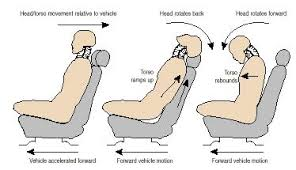 Head/torso movement relative to vehicle
Head rotates back
Head rotates forward
Torso
ramps up
Torso
rebounds
Vehicle accelerated forward
Forward vehicle motion
Forward vehicle motion